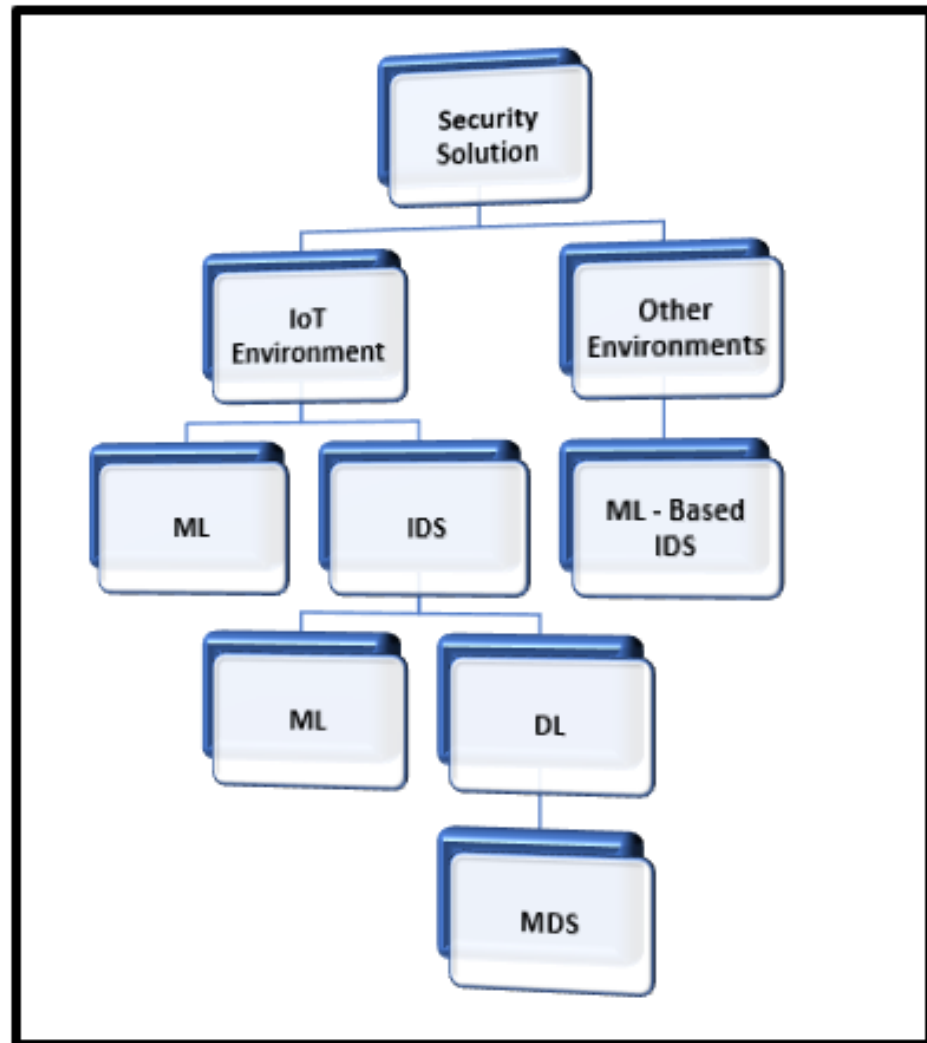 Security
Solution
IoT
Environment
Other
Environments
ML
IDS
ML - Based
IDS
ML
DL
MDS